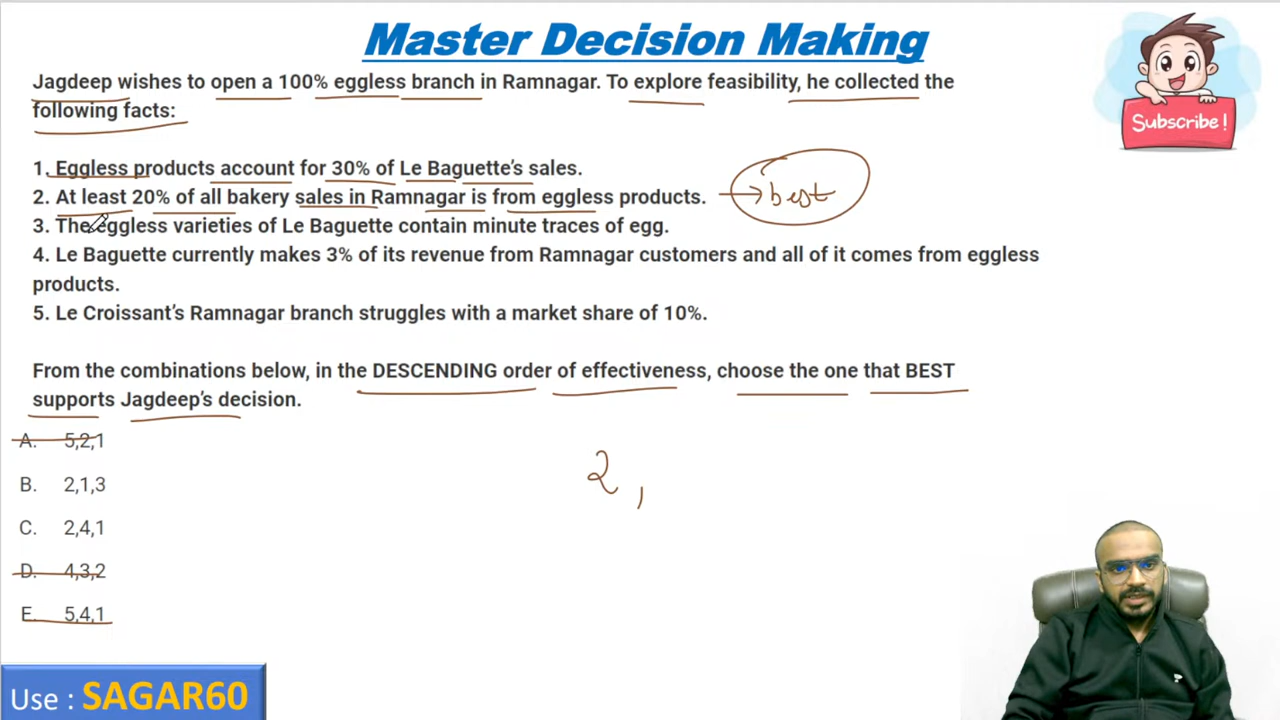 Master Decision Making
Jagdeep wishes to open a 100% eggless branch in Ramnagar. To explore feasibility, he collected the
following facts:
Subscribe !
1. Eggless products account for 30% of Le Baguette's sales.
2. At least 20% of all bakery sales in Ramnagar is from eggless products.
best
3. The eggless varieties of Le Baguette contain minute traces of egg.
4. Le Baguette currently makes 3% of its revenue from Ramnagar customers and all of it comes from eggless
products.
5. Le Croissant's Ramnagar branch struggles with a market share of 10%.
From the combinations below, in the DESCENDING order of effectiveness, choose the one that BEST
supports Jagdeep's decision.
A. 5,2,1
B. 2,1,3
2,
C. 2,4,1
D. 4,3,2
E. 5,4,1
Use : SAGAR60